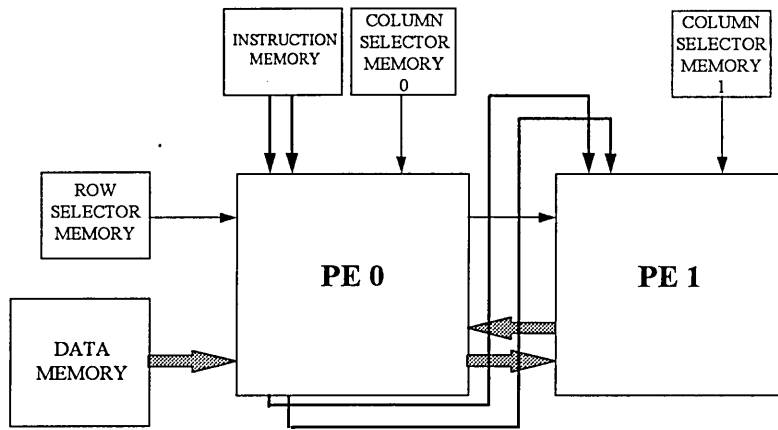 INSTRUCTION
MEMORY
COLUMN
SELECTOR
MEMORY
0
COLUMN
SELECTOR
MEMORY
1
ROW
SELECTOR
MEMORY
PE 0
PE 1
DATA
MEMORY